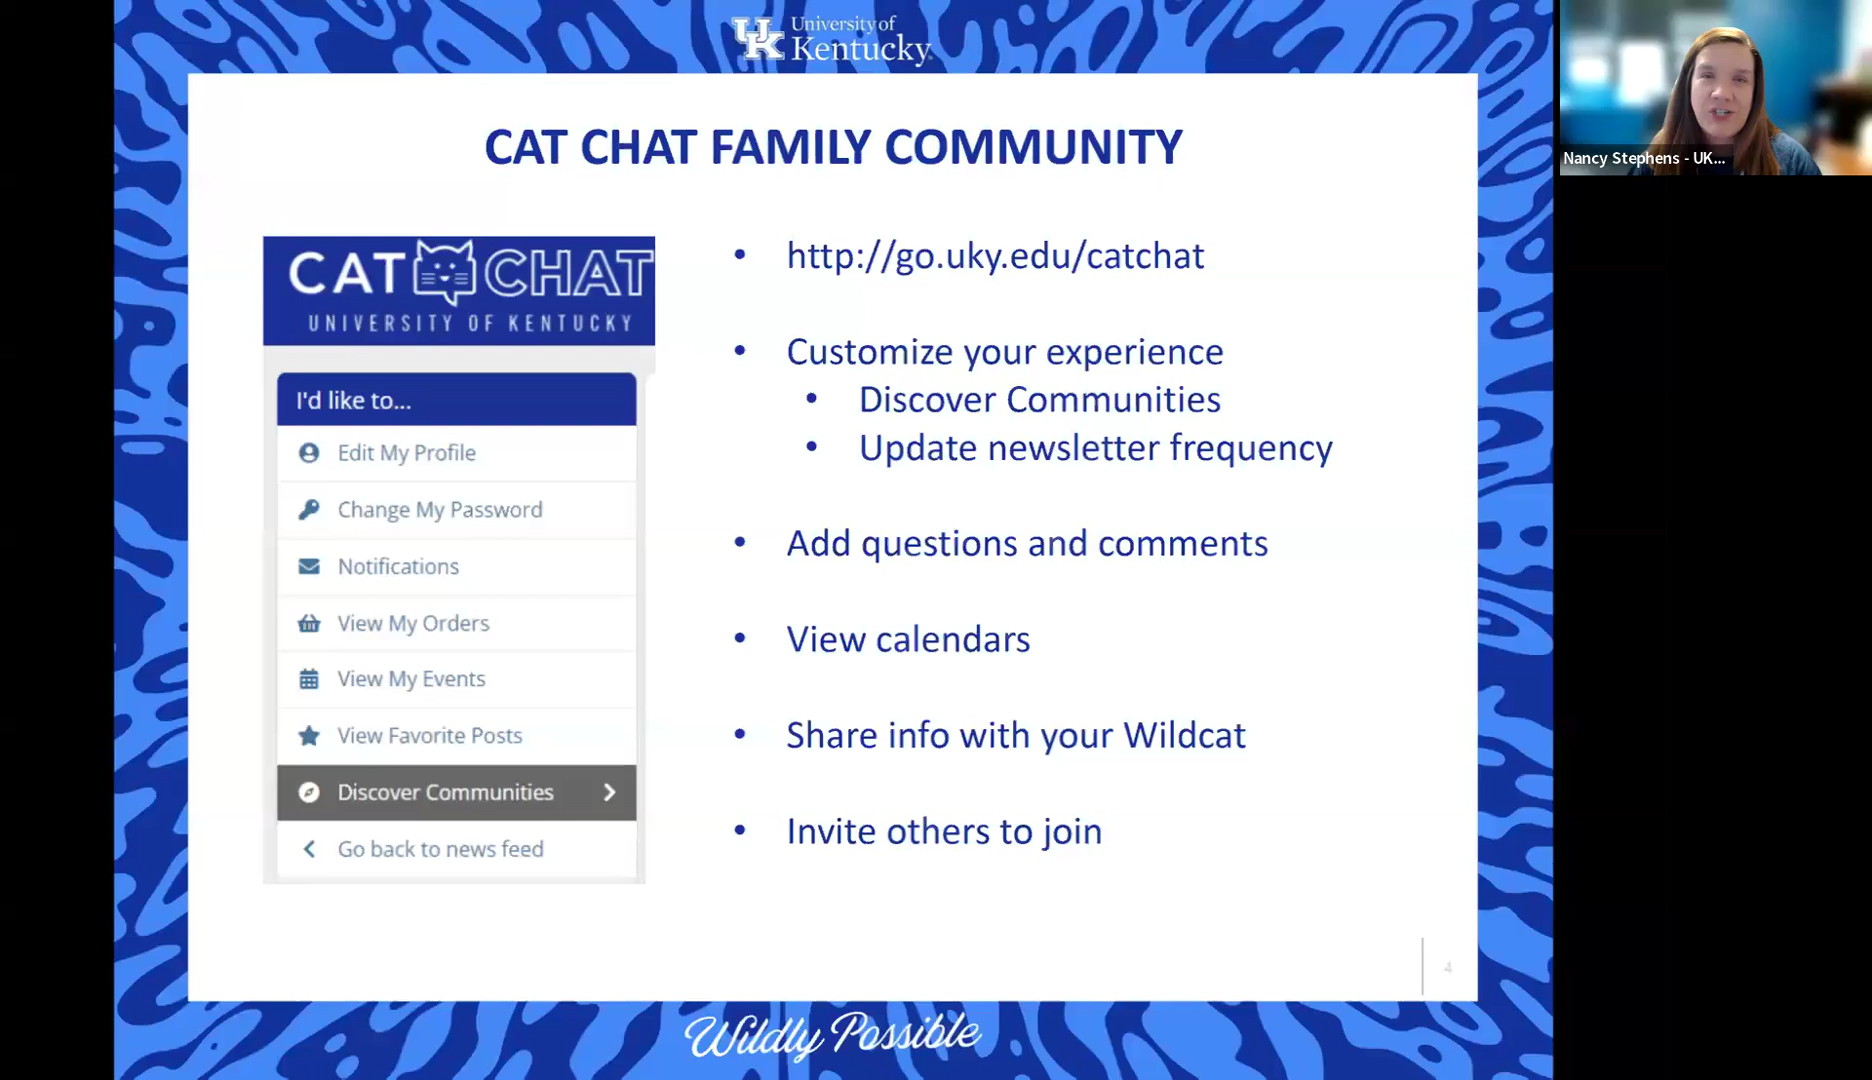 University of
UK Kentucky
Nancy Stephens - UK...
CAT CHAT FAMILY COMMUNITY
CAT CHAT
UNIVERSITY OF KENTUCKY
I'd like to...
Edit My Profile
Change My Password
Notifications
View My Orders
View My Events
View Favorite Posts
Discover Communities
Go back to news feed
• http://go.uky.edu/catchat
• Customize your experience
• Discover Communities
• Update newsletter frequency
• Add questions and comments
• View calendars
• Share info with your Wildcat
• Invite others to join
4
Wildly Possible